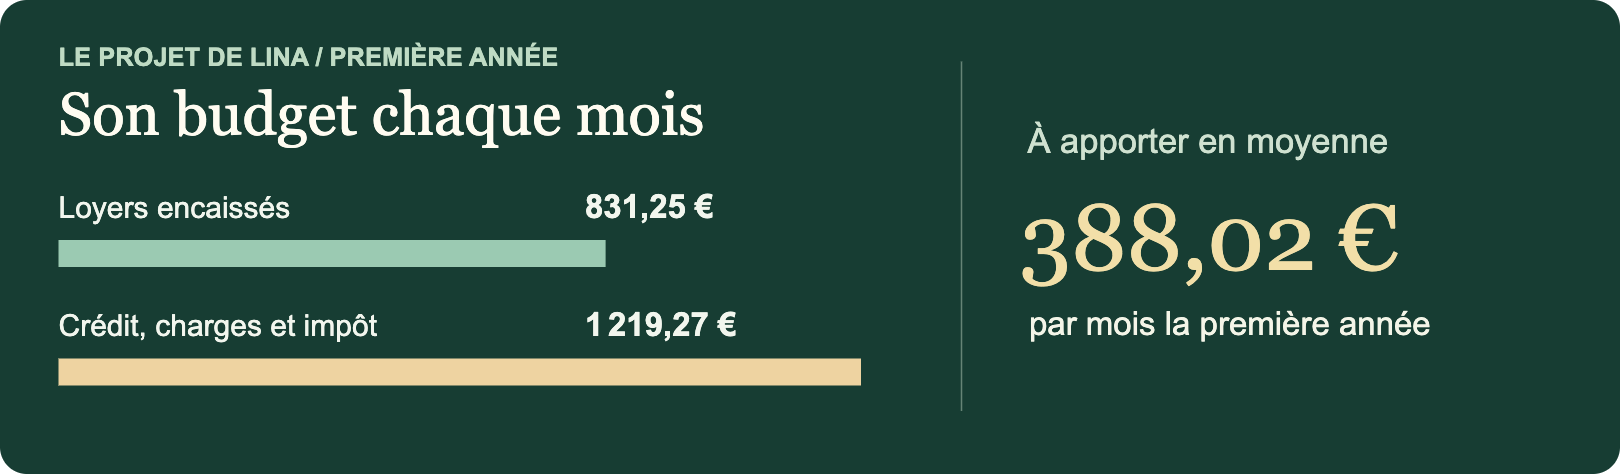 LE PROJET DE LINA / PREMIÈRE ANNÉE
Son budget chaque mois
Loyers encaissés 831,25 €
Crédit, charges et impôt 1 219,27 €
À apporter en moyenne
388,02 €
par mois la première année